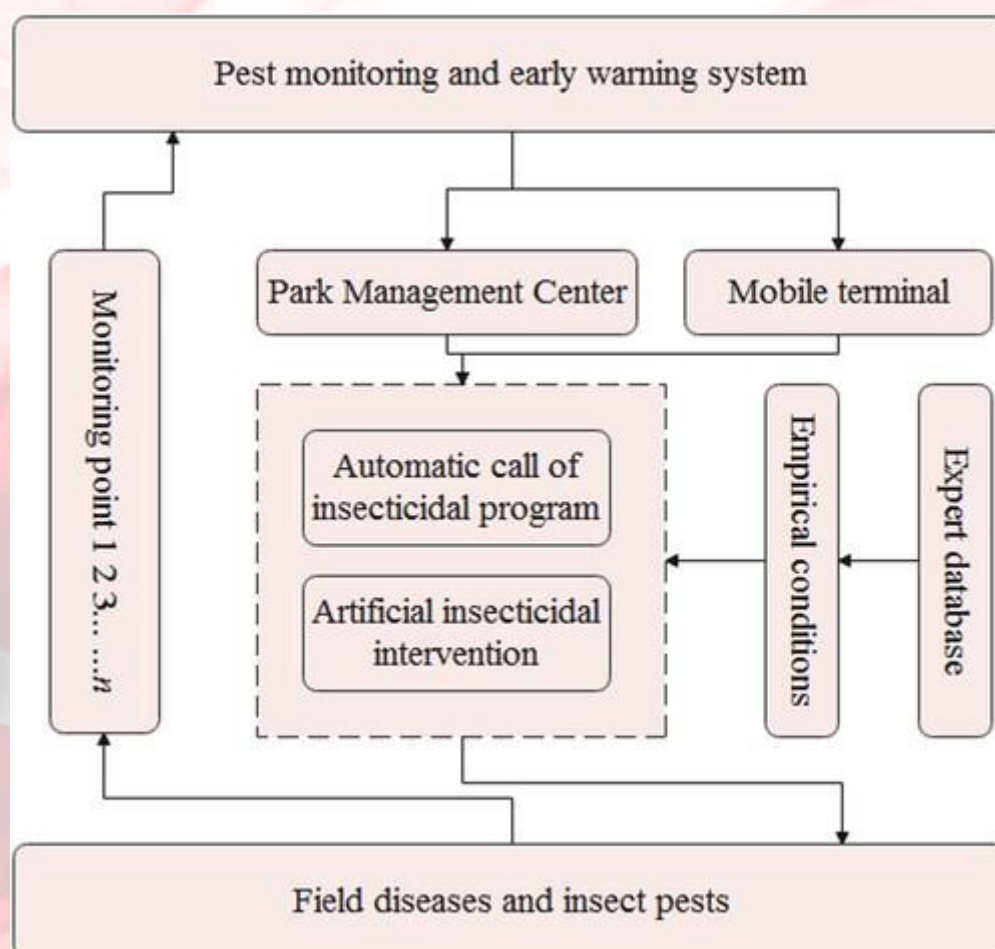 Pest monitoring and early warning system
Park Management Center
Mobile terminal
Monitoring point 1 2 3... ...n
Automatic call of
insecticidal program
Artificial insecticidal
intervention
Empirical conditions
Expert database
Field diseases and insect pests